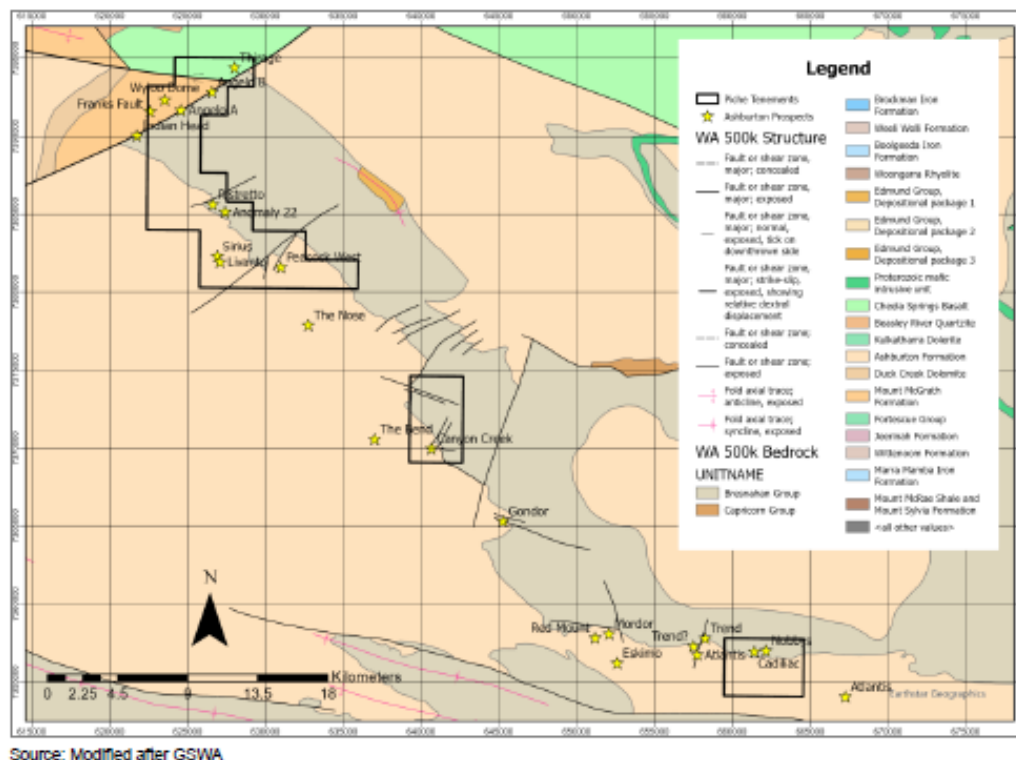 Legend
Piche Tenements
Ashburton Prospects
WA 500k Structure
Fault or shear zone,
major; concealed
Fault or shear zone,
major; exposed
Fault or shear zone,
major; normal,
exposed, tick on
downthrown side
Fault or shear zone,
major; strike-slip,
exposed, showing
relative dextral
displacement
Fault or shear zone;
concealed
Fault or shear zone;
exposed
Fold axial trace;
anticline, exposed
Fold axial trace;
syncline, exposed
WA 500k Bedrock
UNITNAME
Bresnahan Group
Capricorn Group
Brockman Iron
Formation
Weeli Wolli Formation
Boolgeeda Iron
Formation
Woongarra Rhyolite
Edmund Group,
Depositional package 1
Edmund Group,
Depositional package 2
Edmund Group,
Depositional package 3
Proterozoic mafic
intrusive unit
Cheela Springs Basalt
Beasley River Quartzite
Kulkatharra Dolerite
Ashburton Formation
Duck Creek Dolomite
Mount McGrath
Formation
Fortescue Group
Jeerinah Formation
Wittenoom Formation
Marra Mamba Iron
Formation
Mount McRae Shale and
Mount Sylvia Formation
<all other values>
Angelo B
Franks Fault
Angelo A
Indian Head
Ristretto
Anomaly 22
Sirius
Peacock West
The Nose
The Bend
Canyon Creek
Gondor
Red Mount
Mordor
Eskimo
Trend?
Trend
Atlantis
Cadillac
Atlantis
N
Kilometers
0 2.25 4.5 9 13.5 18
Earthstar Geographics
Source: Modified after GSWA